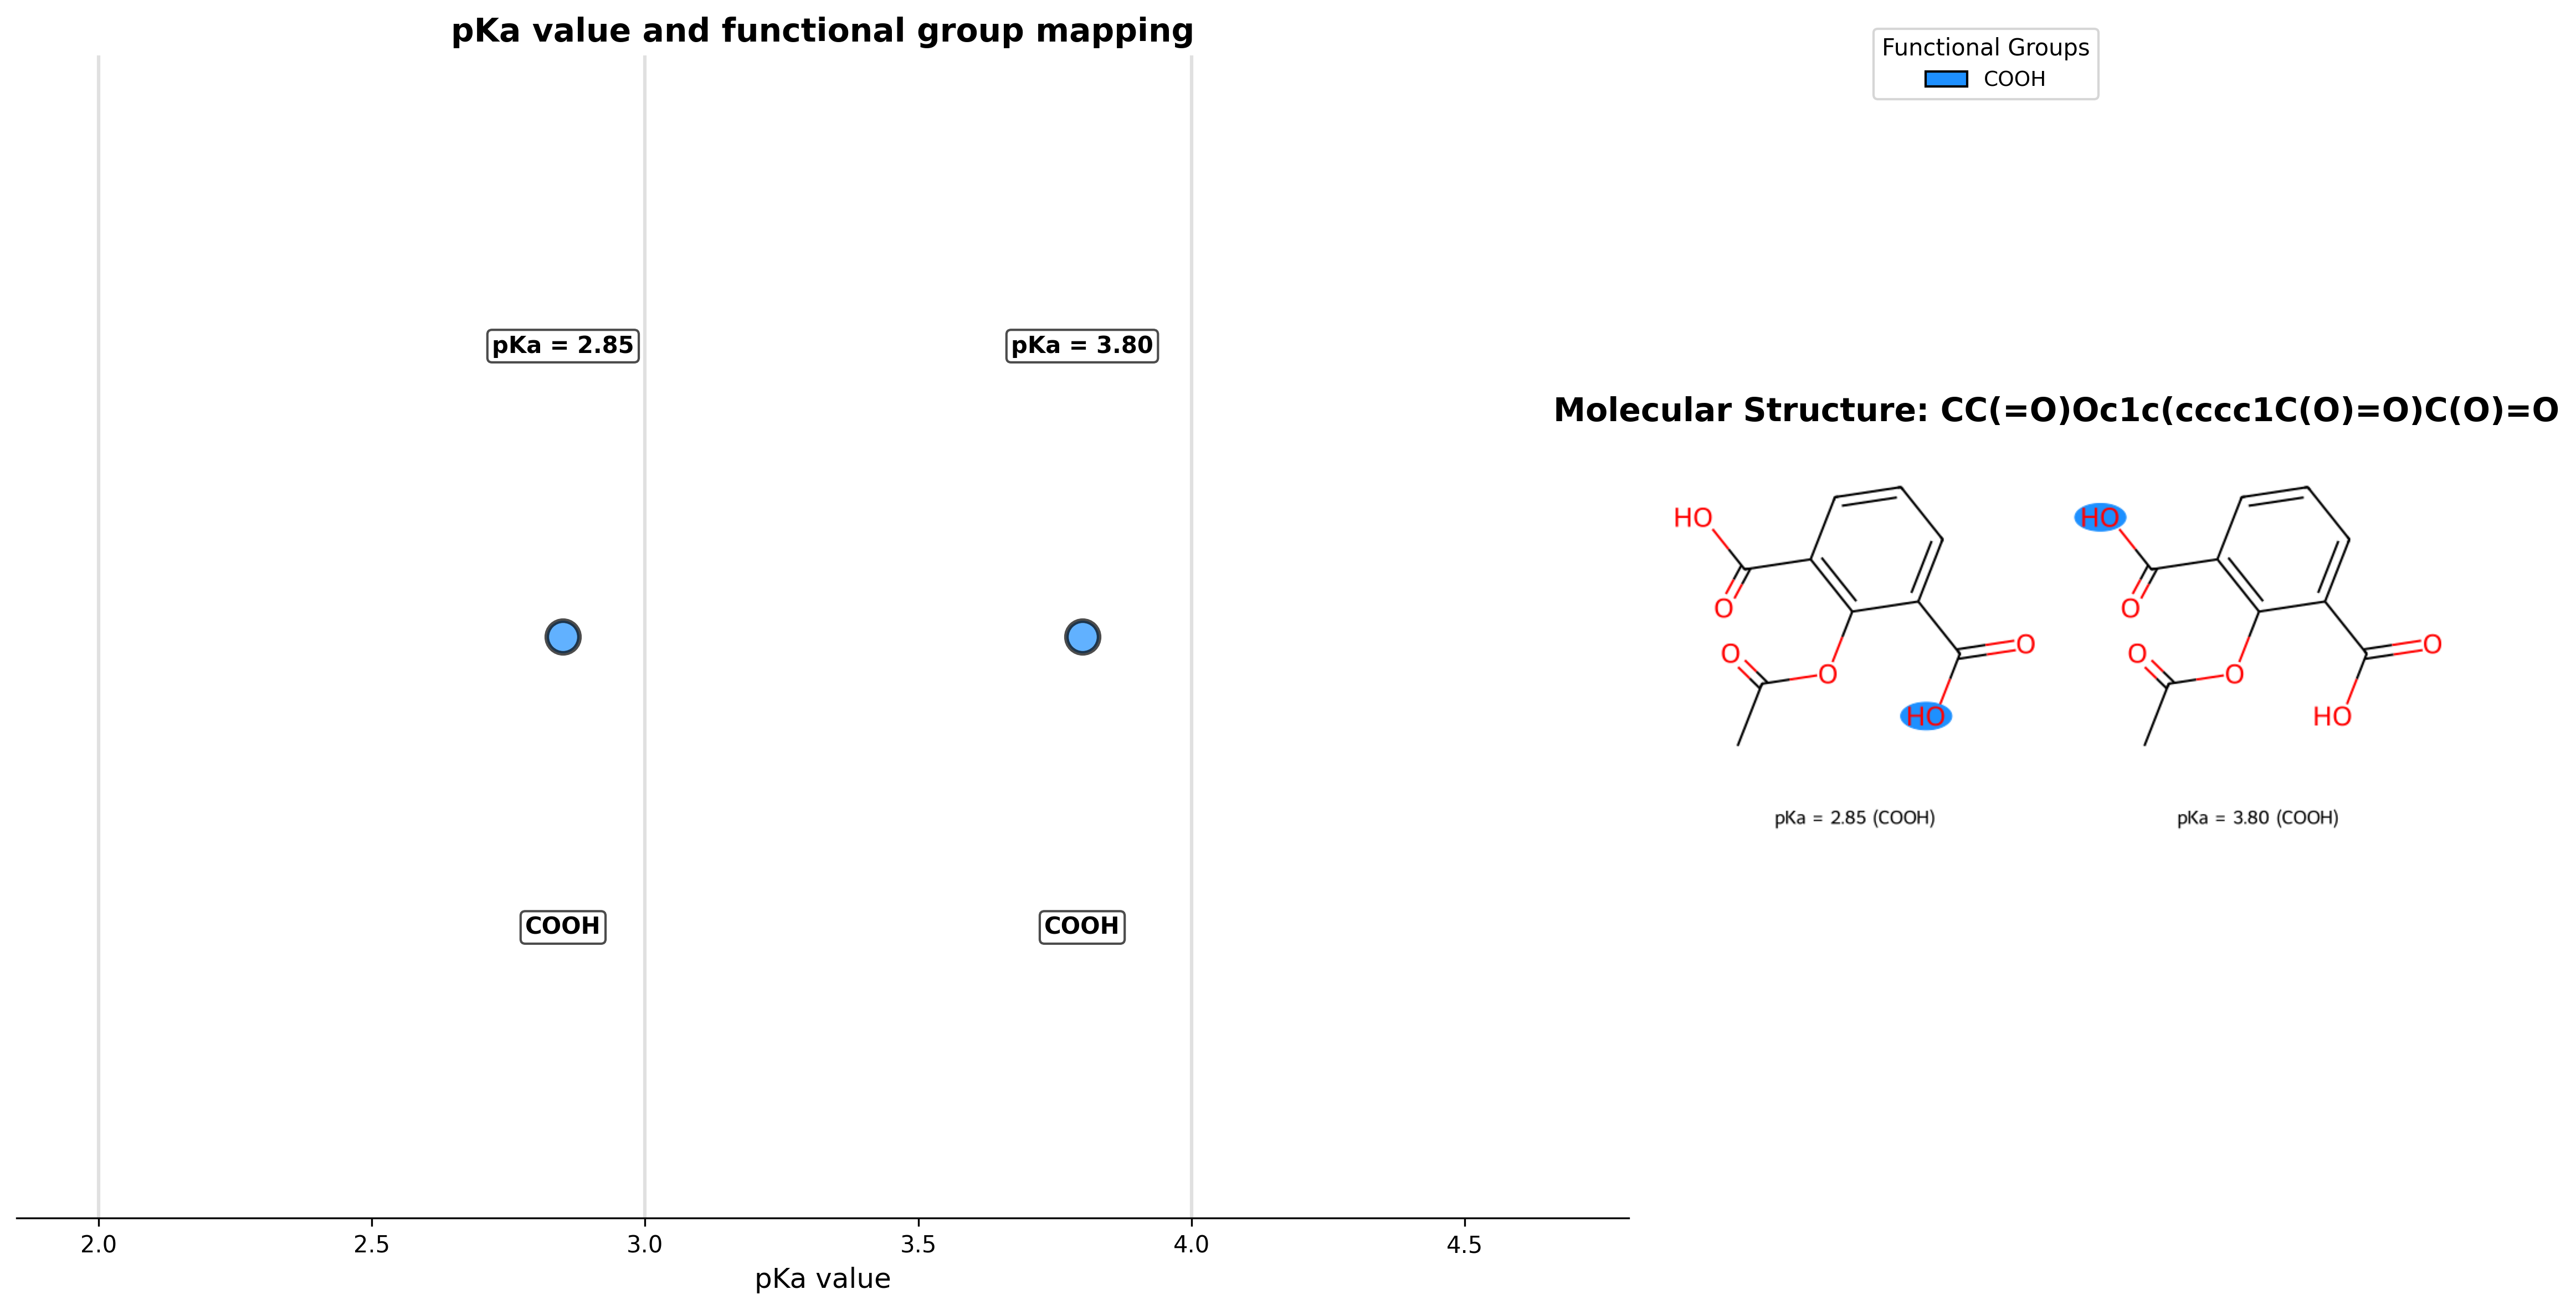 pKa value and functional group mapping
pKa = 2.85
pKa = 3.80
COOH
COOH
2.0
2.5
3.0
3.5
4.0
4.5
pKa value
Functional Groups
COOH
Molecular Structure: CC(=O)Oc1c(cccc1C(O)=O)C(O)=O
HO
O
O
O
O
HO
pKa = 2.85 (COOH)
HO
O
O
O
O
HO
pKa = 3.80 (COOH)